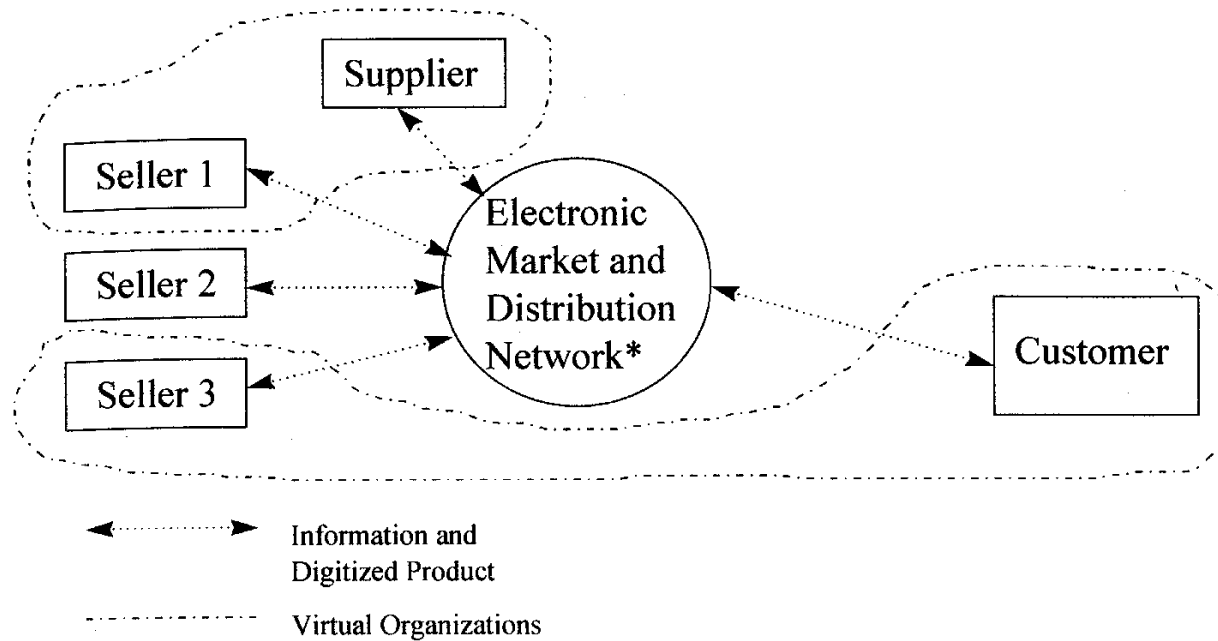 Supplier
Seller 1
Seller 2
Seller 3
Electronic
Market and
Distribution
Network*
Customer
Information and
Digitized Product
Virtual Organizations